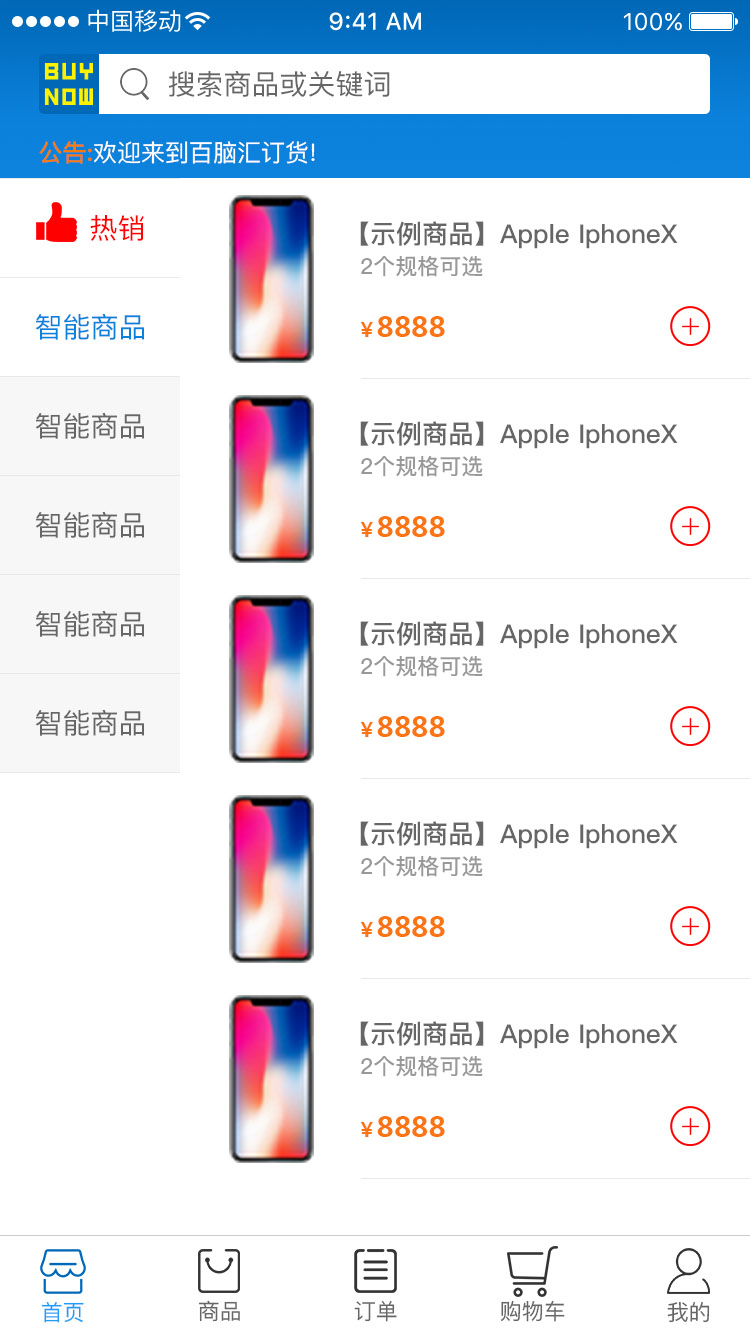 中国移动 9:41 AM 100%
BUY
NOW
搜索商品或关键词
公告:欢迎来到百脑汇订货!
热销
智能商品
智能商品
智能商品
智能商品
智能商品
【示例商品】Apple IphoneX
2个规格可选
¥8888
【示例商品】Apple IphoneX
2个规格可选
¥8888
【示例商品】Apple IphoneX
2个规格可选
¥8888
【示例商品】Apple IphoneX
2个规格可选
¥8888
【示例商品】Apple IphoneX
2个规格可选
¥8888
首页 商品 订单 购物车 我的